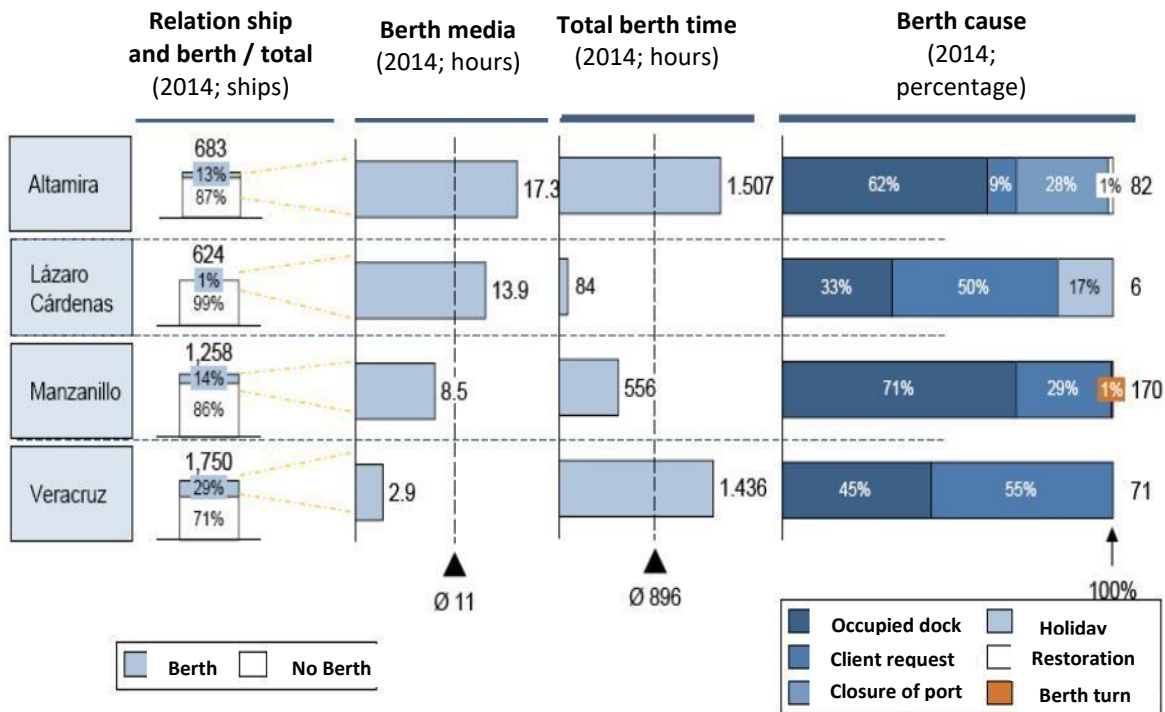 Relation ship
and berth / total
(2014; ships)
Berth media
(2014; hours)
Total berth time
(2014; hours)
Berth cause
(2014;
percentage)
Altamira
683
13%
87%
17.3
1.507
62%
9%
28%
1%
82
Lázaro
Cárdenas
624
1%
99%
13.9
84
33%
50%
17%
6
Manzanillo
1,258
14%
86%
8.5
556
71%
29%
1%
170
Veracruz
1,750
29%
71%
2.9
1.436
45%
55%
71
Ø 11
Ø 896
100%
Berth
No Berth
Occupied dock
Holidav
Client request
Restoration
Closure of port
Berth turn